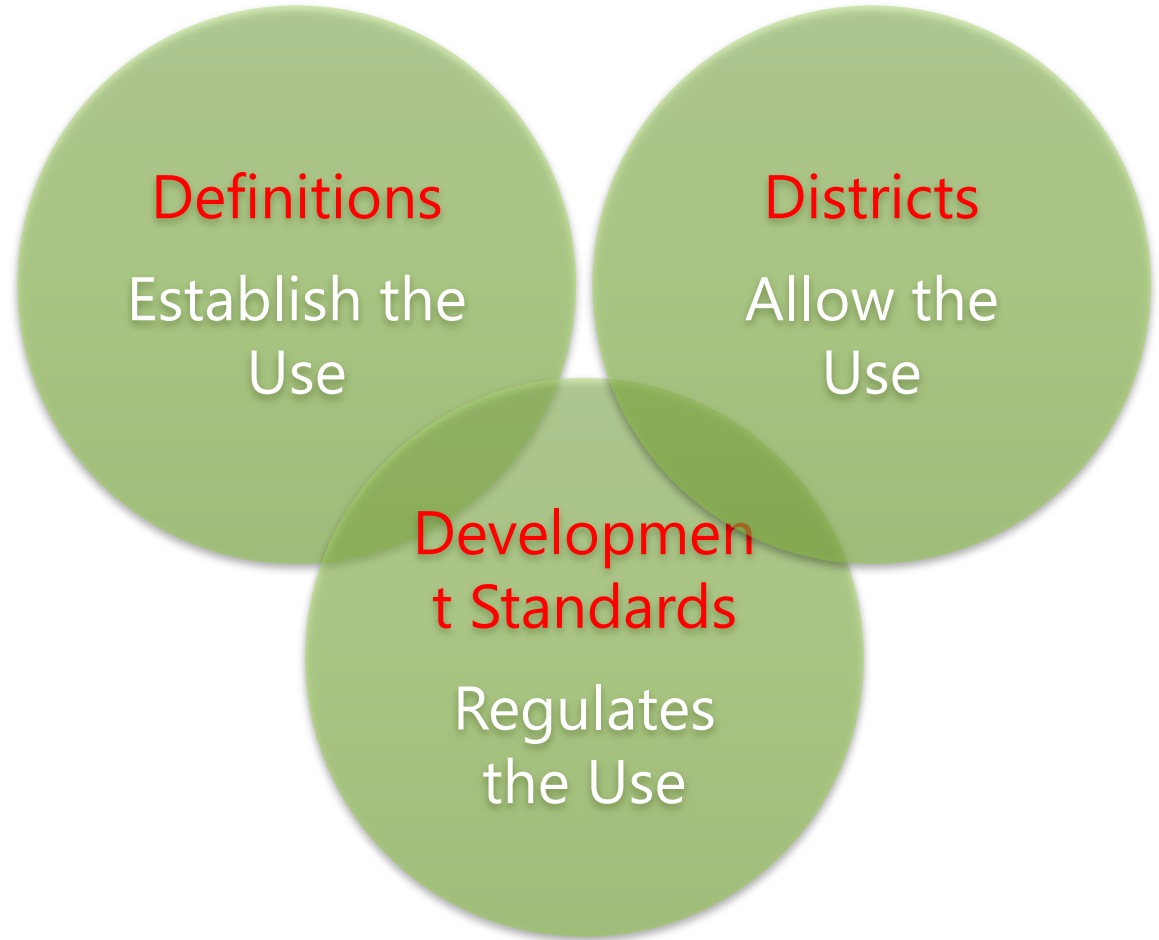 Definitions
Establish the
Use
Districts
Allow the
Use
Developmen
t Standards
Regulates
the Use